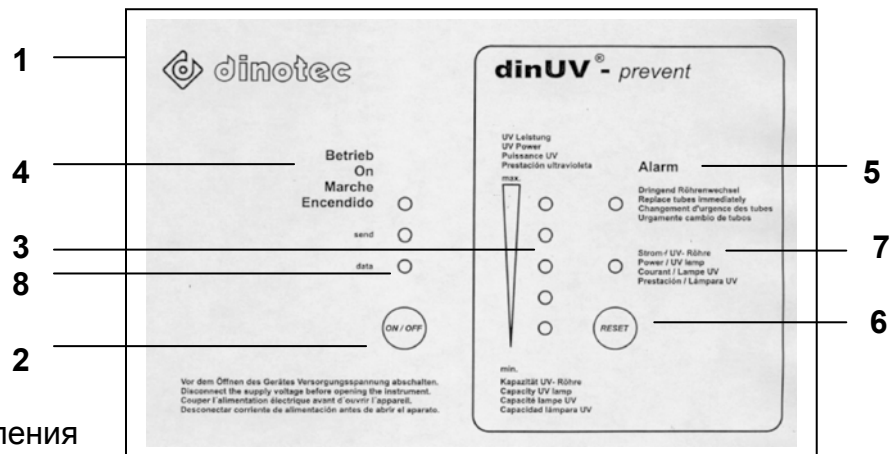 1
4
3
8
2
dinotec
Betrieb
On
Marche
Encendido
send
data
ON / OFF
Vor dem Öffnen des Gerätes Versorgungsspannung abschalten.
Disconnect the supply voltage before opening the instrument.
Couper l'alimentation électrique avant d'ouvrir l'appareil.
Desconectar corriente de alimentación antes de abrir el aparato.
dinUV®- prevent
UV Leistung
UV Power
Puissance UV
Prestación ultravioleta
max.
min.
Kapazität UV- Röhre
Capacity UV lamp
Capacité lampe UV
Capacidad lámpara UV
Alarm
Dringend Röhrenwechsel
Replace tubes immediately
Changement d'urgence des tubes
Urgamente cambio de tubos
Strom-/ UV- Röhre
Power / UV lamp
Courant / Lampe UV
Prestación / Lámpara UV
RESET
5
7
6
ления